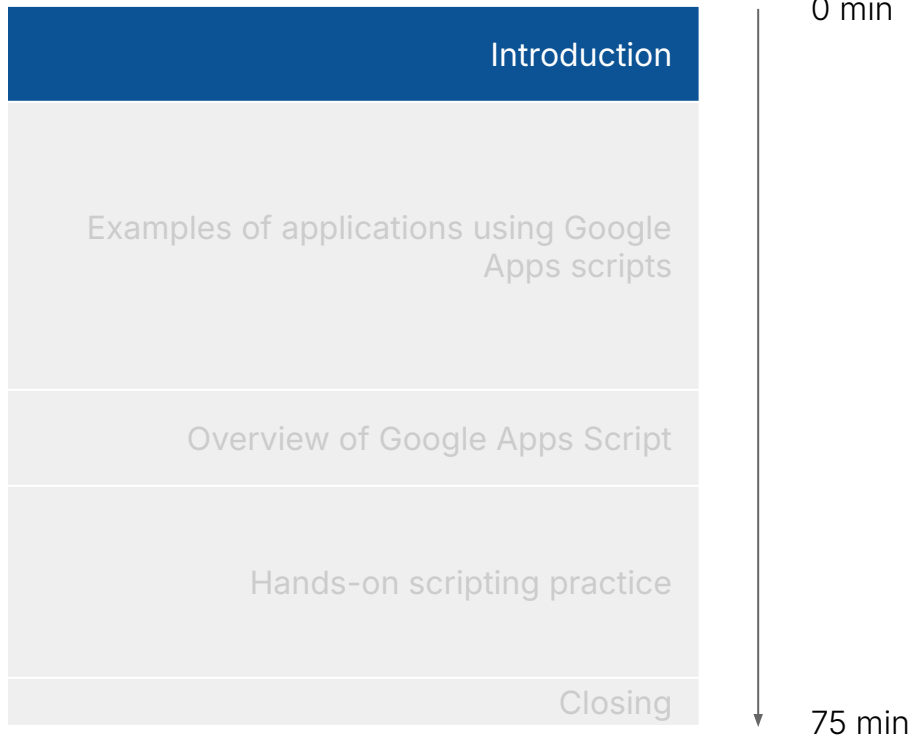 0 min
Introduction
Examples of applications using Google
Apps scripts
Overview of Google Apps Script
Hands-on scripting practice
Closing
75 min